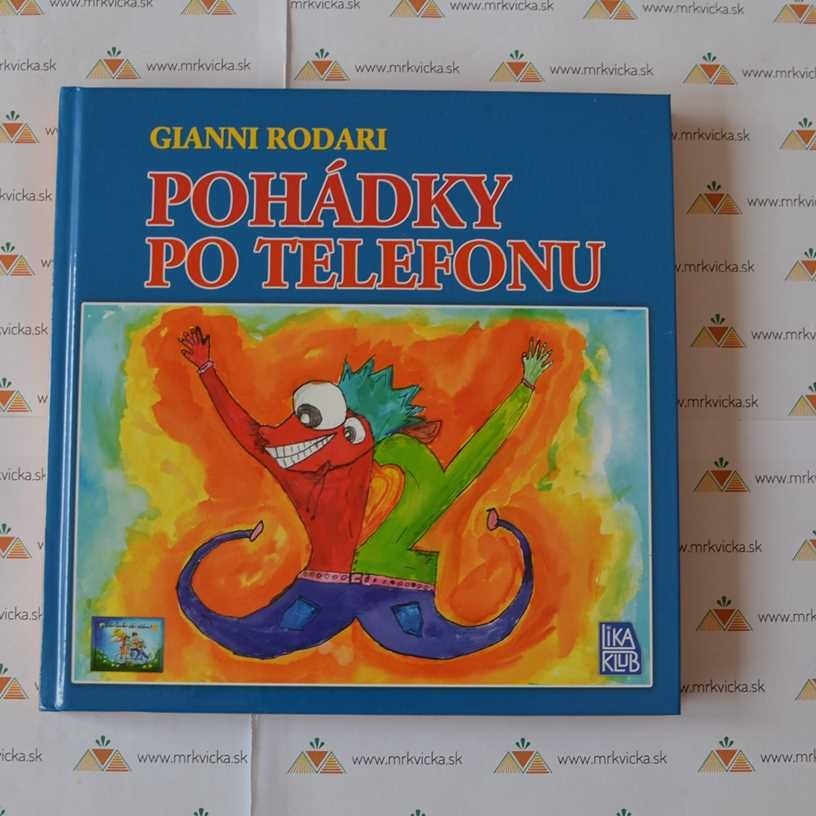 GIANNI RODARI
POHÁDKY
PO TELEFONU
LIKA
KLUB
www.mrkvicka.sk